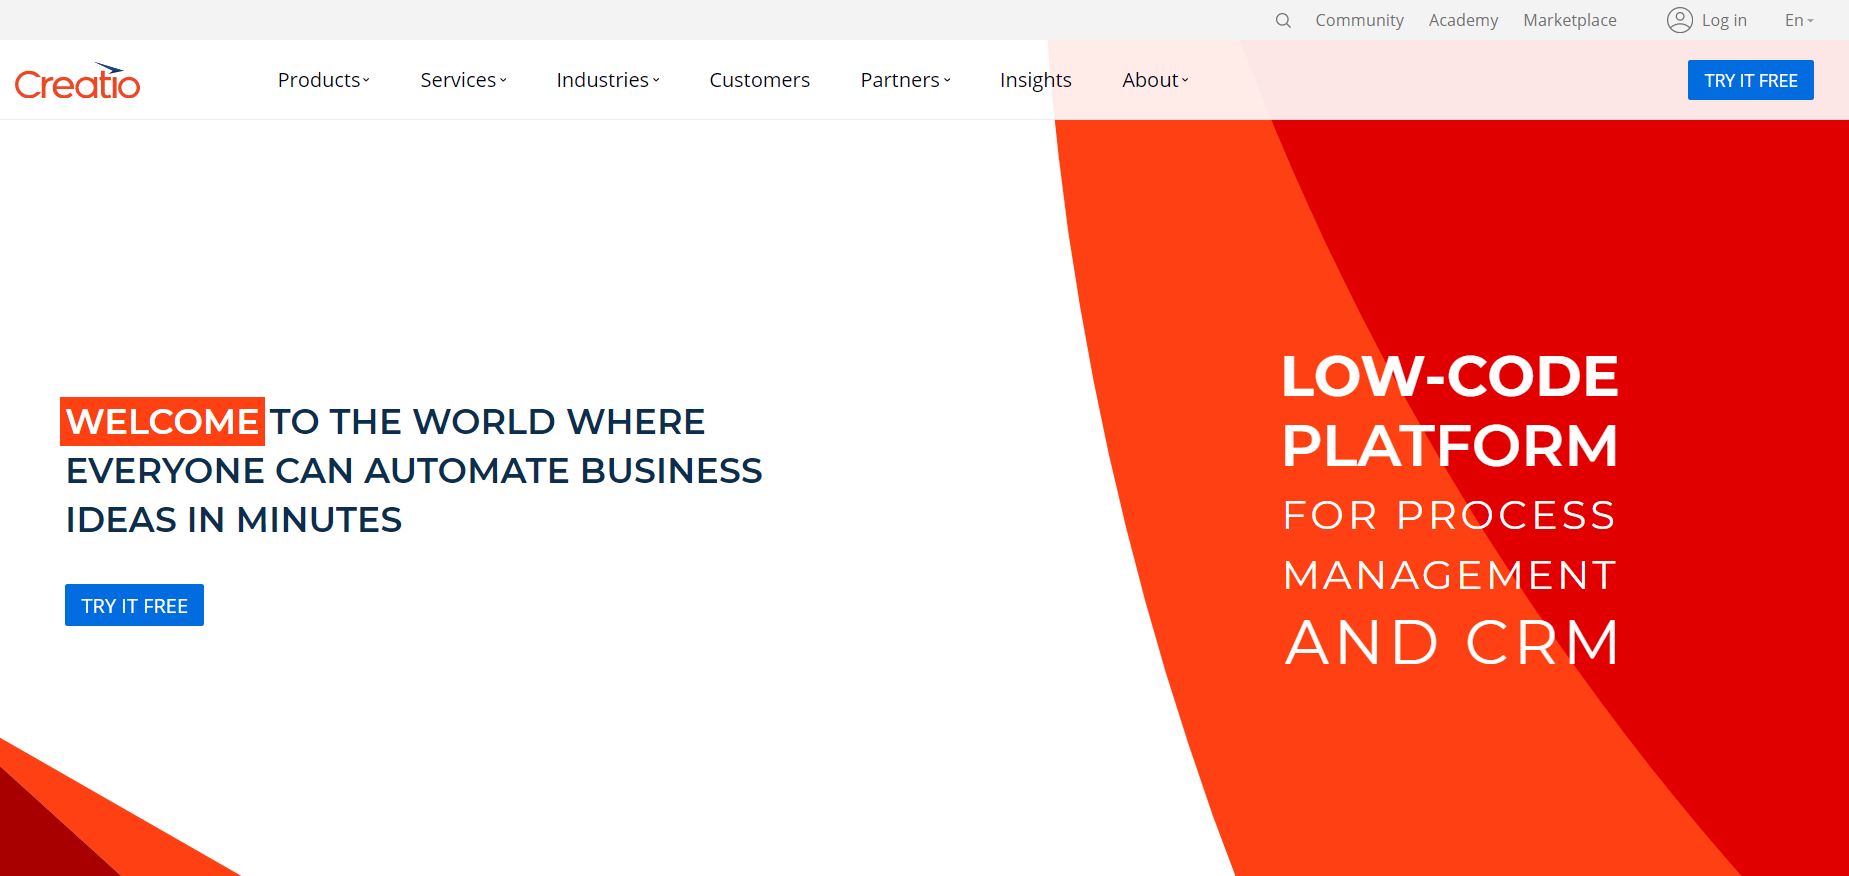 Community Academy Marketplace Log in En
Creatio Products Services Industries Customers Partners Insights About TRY IT FREE
WELCOME TO THE WORLD WHERE
EVERYONE CAN AUTOMATE BUSINESS
IDEAS IN MINUTES
TRY IT FREE
LOW-CODE
PLATFORM
FOR PROCESS
MANAGEMENT
AND CRM